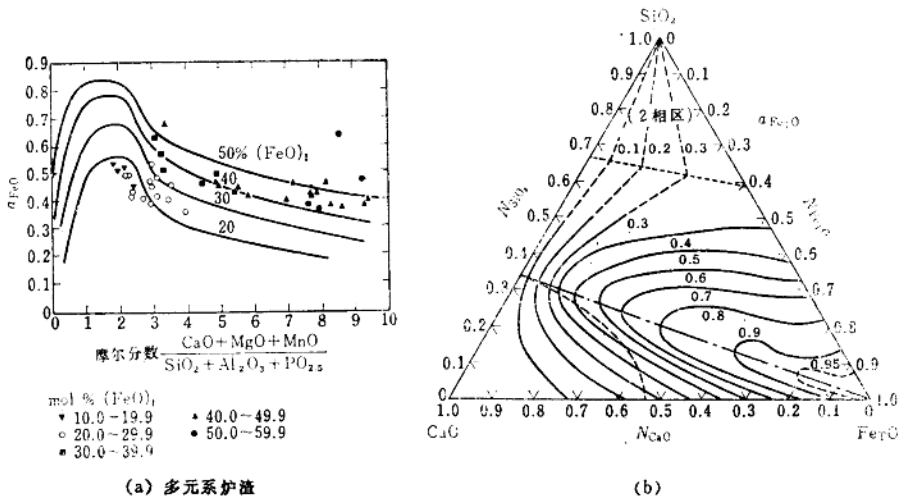 0.9
0.8
0.7
0.6
0.5
0.4
0.3
0.2
0.1
0
a FeO
50% (FeO)t
40
30
20
0 1 2 3 4 5 6 7 8 9 10
摩尔分数 CaO+MgO+MnO
SiO2+Al2O3+PO2.5
mol % (FeO)t
▼ 10.0~19.9
○ 20.0~29.9
■ 30.0~39.9
▲ 40.0~49.9
● 50.0~59.9
(a) 多元系炉渣
SiO2
1.0 0
0.9 0.1
0.8 0.2
(2相区)
a FetO
0.7 0.3
0.1 0.2 0.3
0.6 0.4
N SiO2
0.5 0.5
N FetO
0.3
0.4 0.4 0.6
0.5
0.3 0.6 0.7
0.7
0.2 0.8 0.8
0.9
0.1 0.95 0.9
0 1.0
1.0 0.9 0.8 0.7 0.6 0.5 0.4 0.3 0.2 0.1 0
CaO N CaO FeTO
(b)